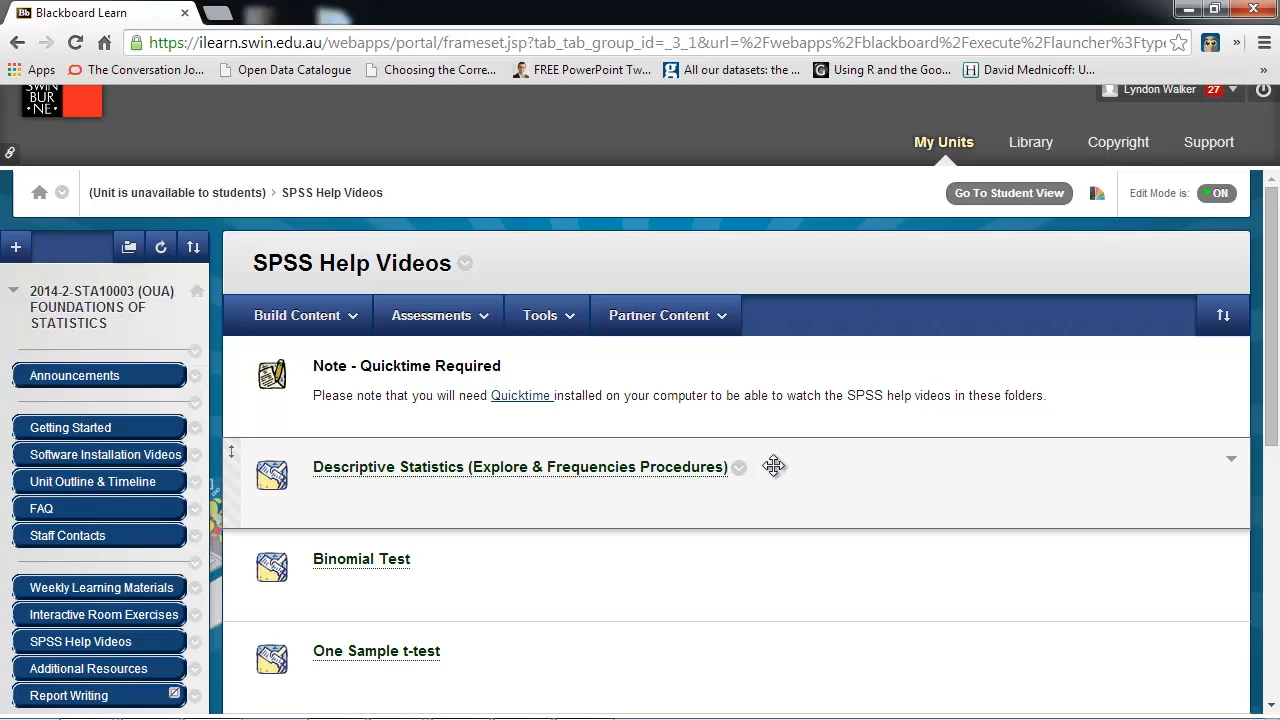 Blackboard Learn
https://ilearn.swin.edu.au/webapps/portal/frameset.jsp?tab_tab_group_id=_3_1&url=%2Fwebapps%2Fblackboard%2Fexecute%2Flauncher%3Ftype
Apps The Conversation Jo... Open Data Catalogue Choosing the Corre... FREE PowerPoint Tw... All our datasets: the... Using R and the Goo... David Mednicoff: U...
SWIN
BUR
NE
Lyndon Walker 27
My Units Library Copyright Support
(Unit is unavailable to students) > SPSS Help Videos
Go To Student View
Edit Mode is: ON
2014-2-STA10003 (OUA)
FOUNDATIONS OF
STATISTICS
Announcements
Getting Started
Software Installation Videos
Unit Outline & Timeline
FAQ
Staff Contacts
Weekly Learning Materials
Interactive Room Exercises
SPSS Help Videos
Additional Resources
Report Writing
SPSS Help Videos
Build Content Assessments Tools Partner Content
Note - Quicktime Required
Please note that you will need Quicktime installed on your computer to be able to watch the SPSS help videos in these folders.
Descriptive Statistics (Explore & Frequencies Procedures)
Binomial Test
One Sample t-test